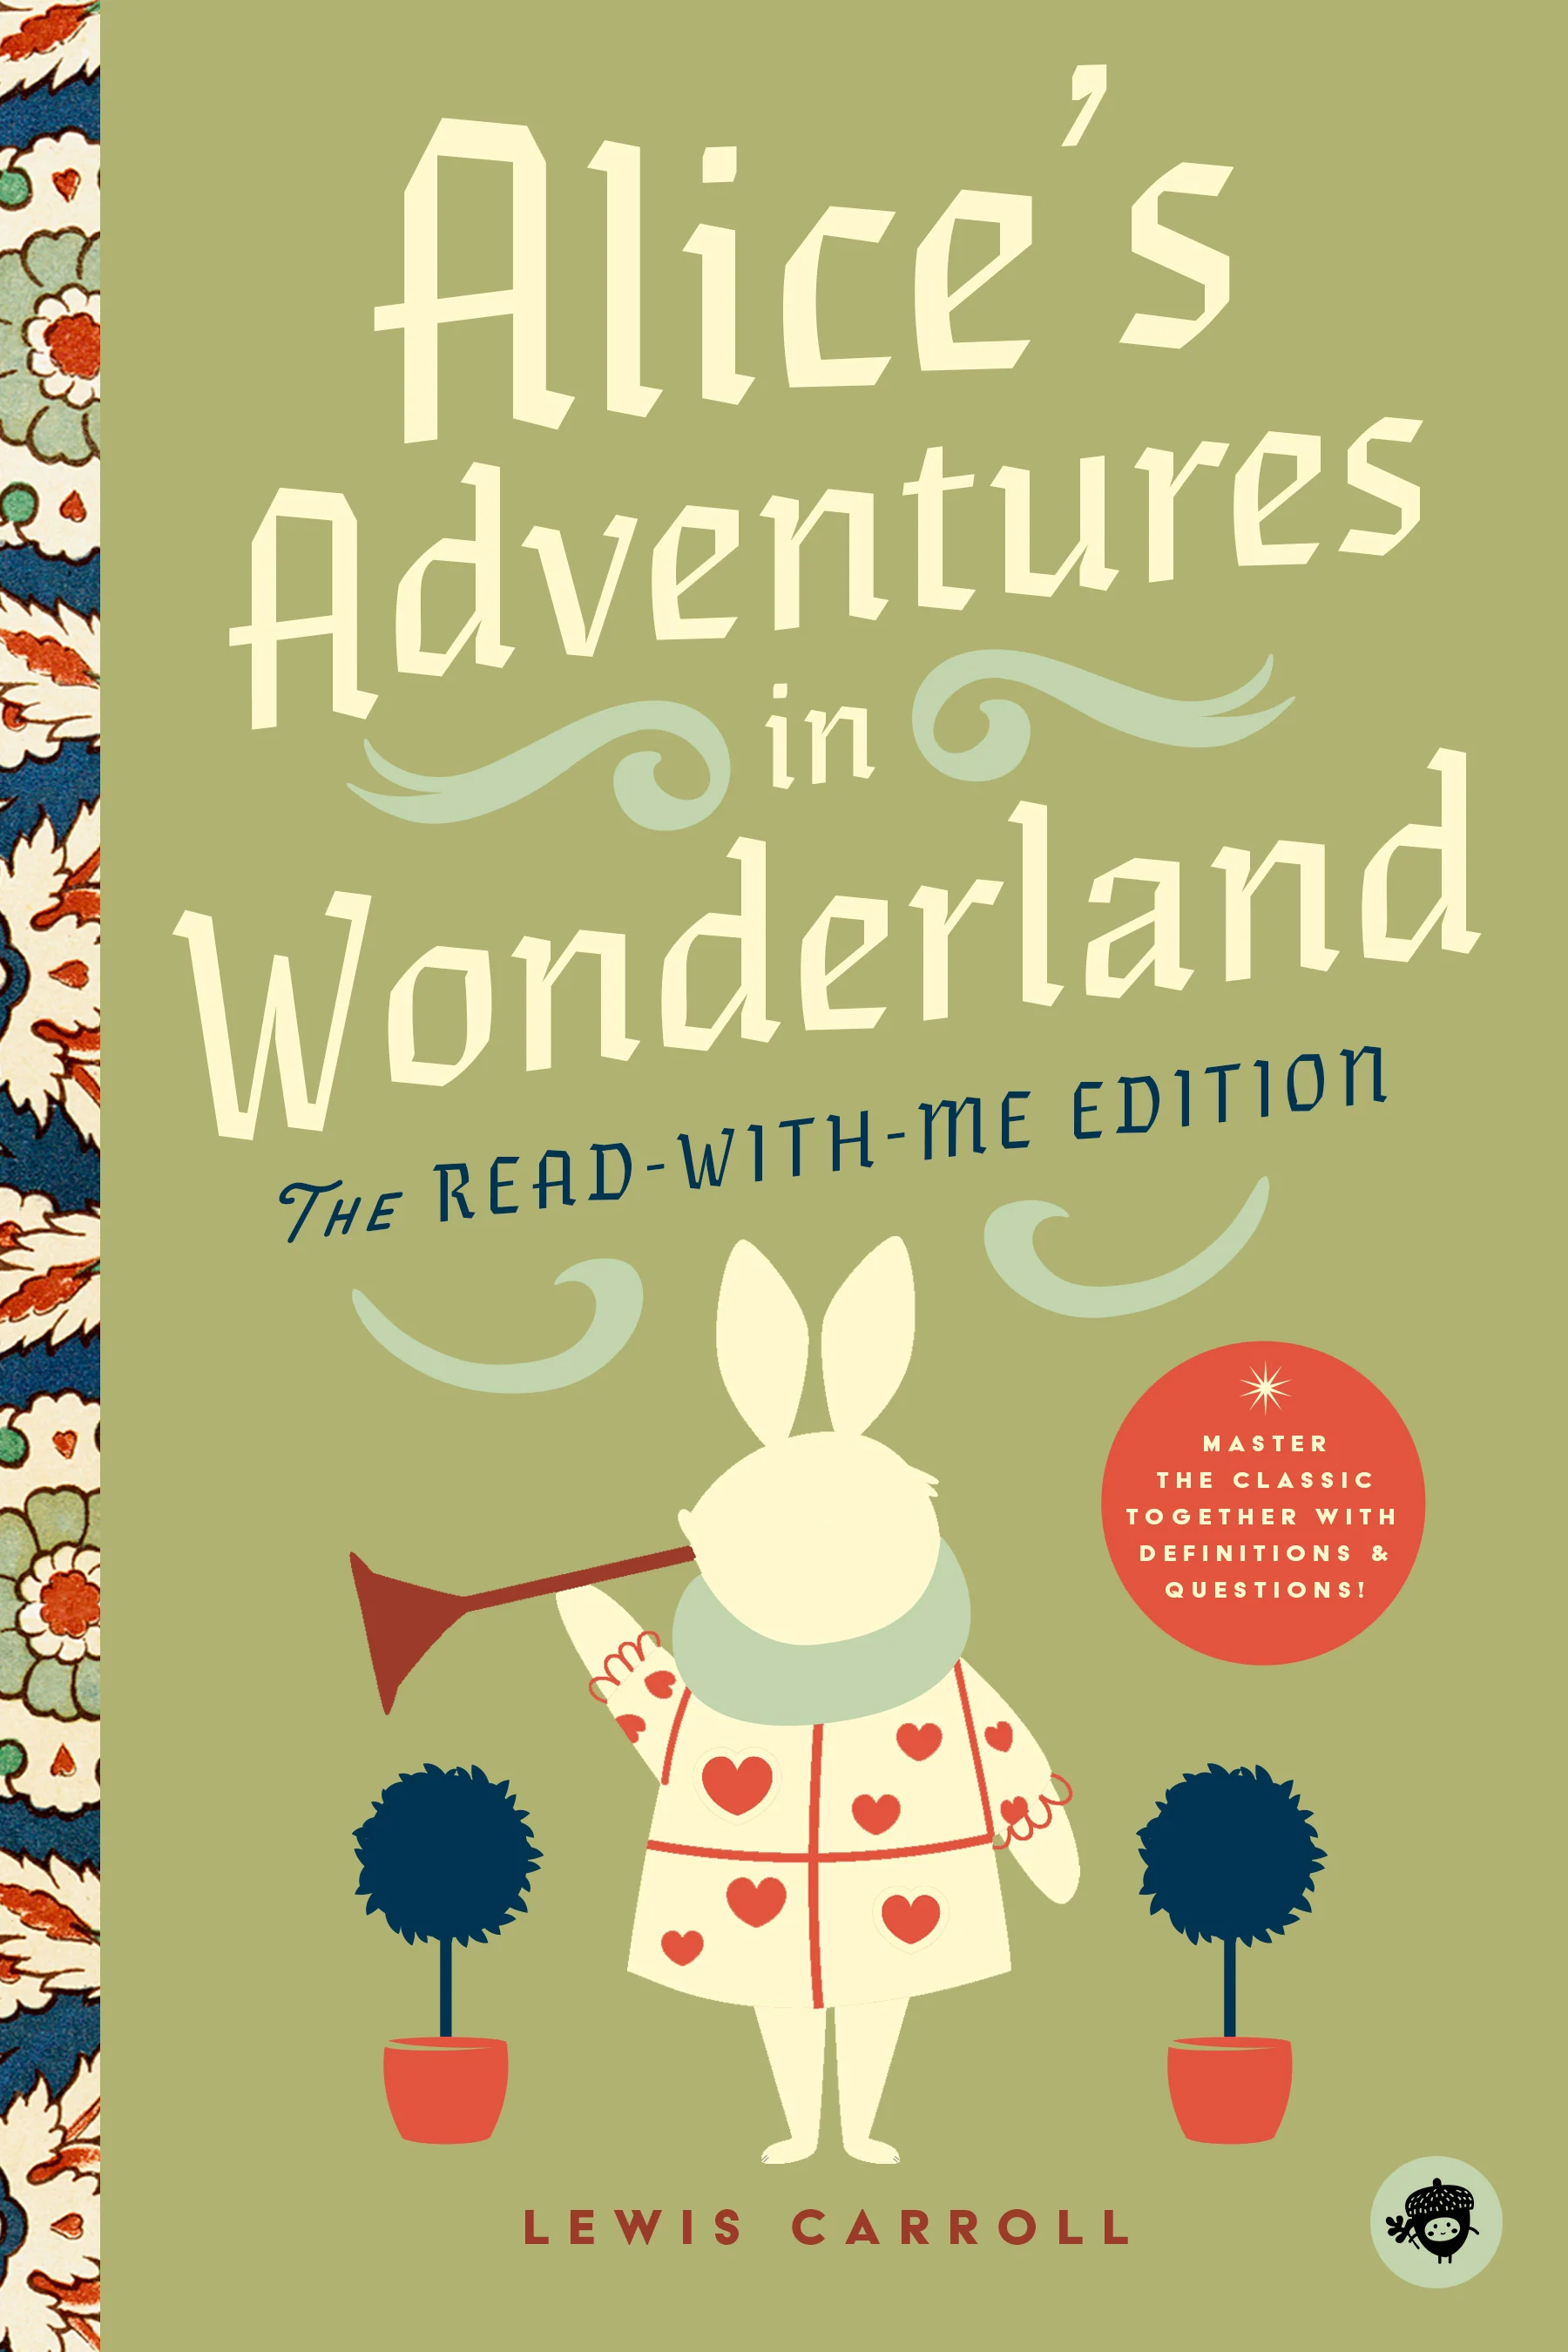 Alice's
Adventures
in
Wonderland
THE READ-WITH-ME EDITION
MASTER
THE CLASSIC
TOGETHER WITH
DEFINITIONS &
QUESTIONS!
LEWIS CARROLL